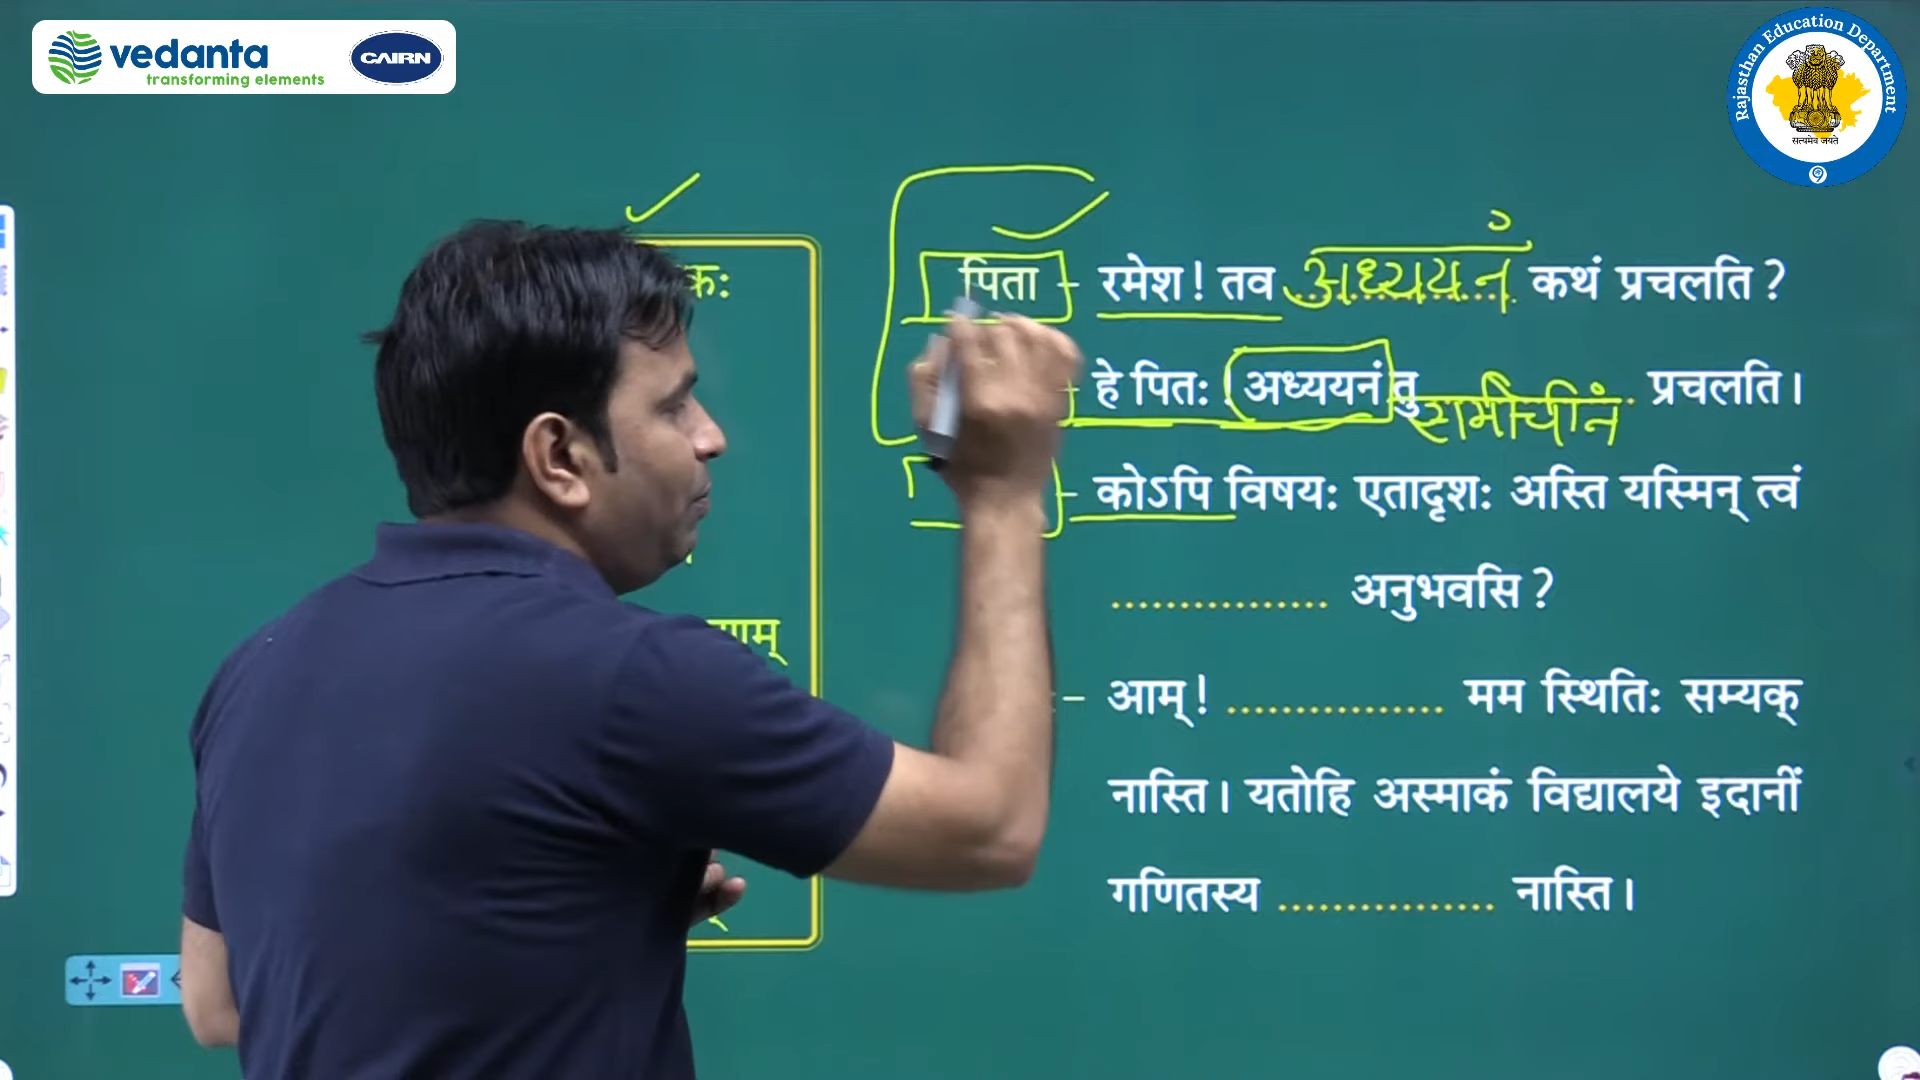 vedanta
transforming elements
CAIRN
Rajasthan Education Department
सत्यमेव जयते
कः
पिता – रमेश! तव अध्ययनं कथं प्रचलति?
हे पितः! अध्ययनं तु समीचीनं प्रचलति।
– कोऽपि विषयः एतादृशः अस्ति यस्मिन् त्वं
................ अनुभवसि?
– आम्! ................ मम स्थितिः सम्यक्
नास्ति। यतोहि अस्माकं विद्यालये इदानीं
गणितस्य ................ नास्ति।